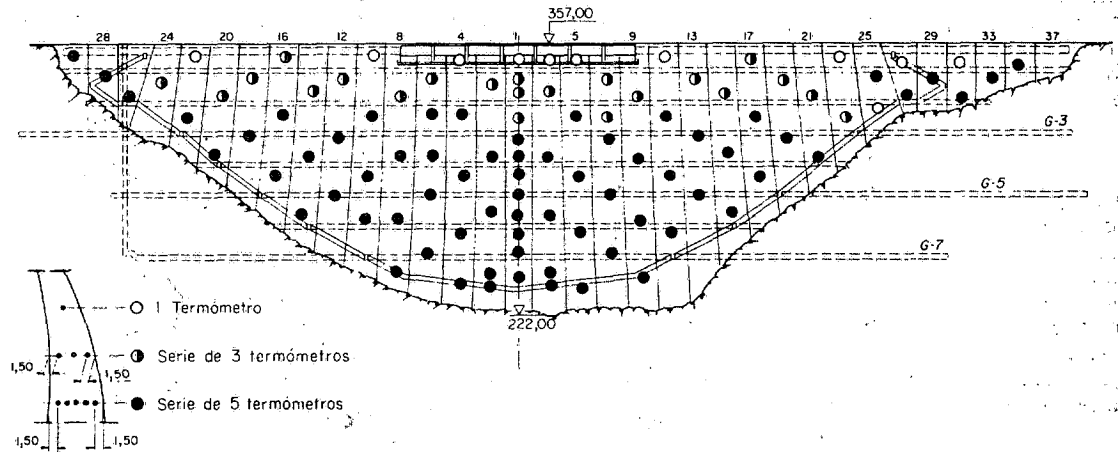 357,00
28 24 20 16 12 8 4 1 5 9 13 17 21 25 29 33 37
G-3
G-5
G-7
222,00
1 Termómetro
Serie de 3 termómetros
1,50 1,50
Serie de 5 termómetros
1,50 1,50